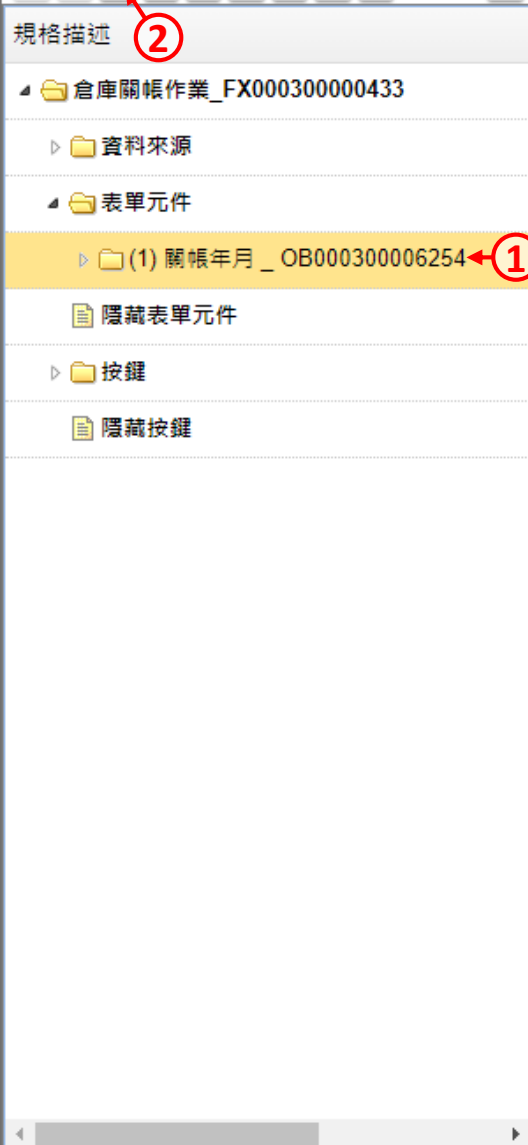 規格描述 2
倉庫關帳作業_FX000300000433
資料來源
表單元件
(1) 關帳年月 _ OB000300006254 1
隱藏表單元件
按鍵
隱藏按鍵